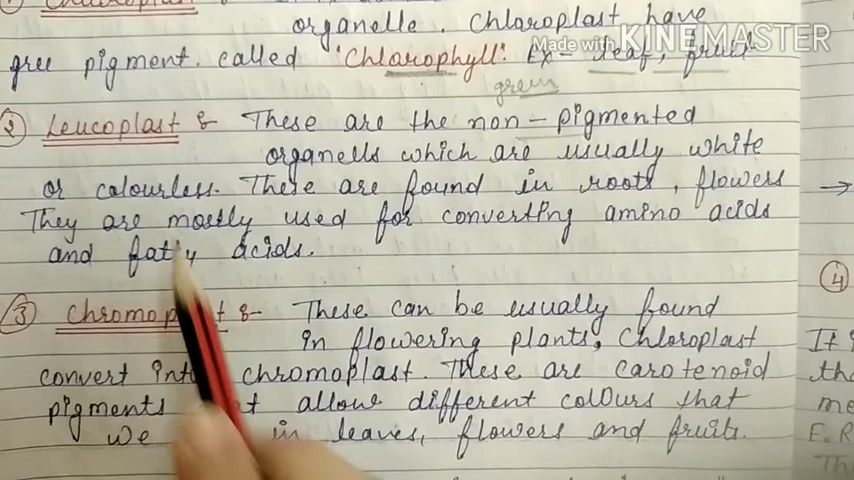 organelle. Chloroplast have
gree pigment. called 'Chlorophyll'. Ex- leaf, fruit
green
Made with KINEMASTER
2 Leucoplast :- These are the non-pigmented
organells which are usually white
or colourless. These are found in roots, flowers
They are mostly used for converting amino acids
and fatty acids.
3 Chromop t :- These can be usually found
in flowering plants, Chloroplast
convert into chromoplast. These are carotenoid
pigments allow different colours that
we in leaves, flowers and fruits.
4
E.R